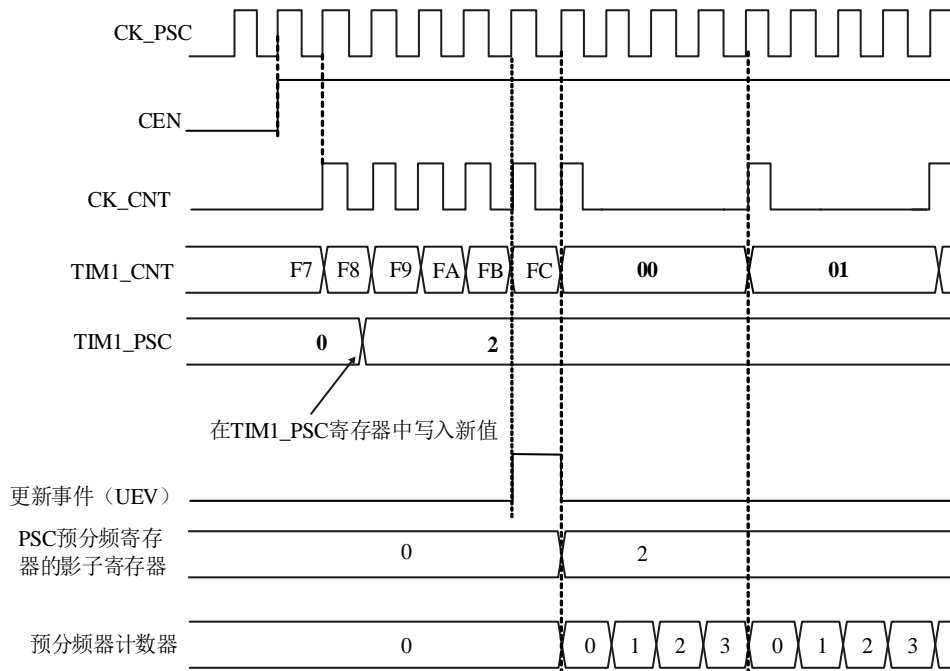 CK_PSC
CEN
CK_CNT
TIM1_CNT F7 F8 F9 FA FB FC 00 01
TIM1_PSC 0 2
在TIM1_PSC寄存器中写入新值
更新事件（UEV）
PSC预分频寄存
器的影子寄存器 0 2
预分频器计数器 0 0 1 2 3 0 1 2 3